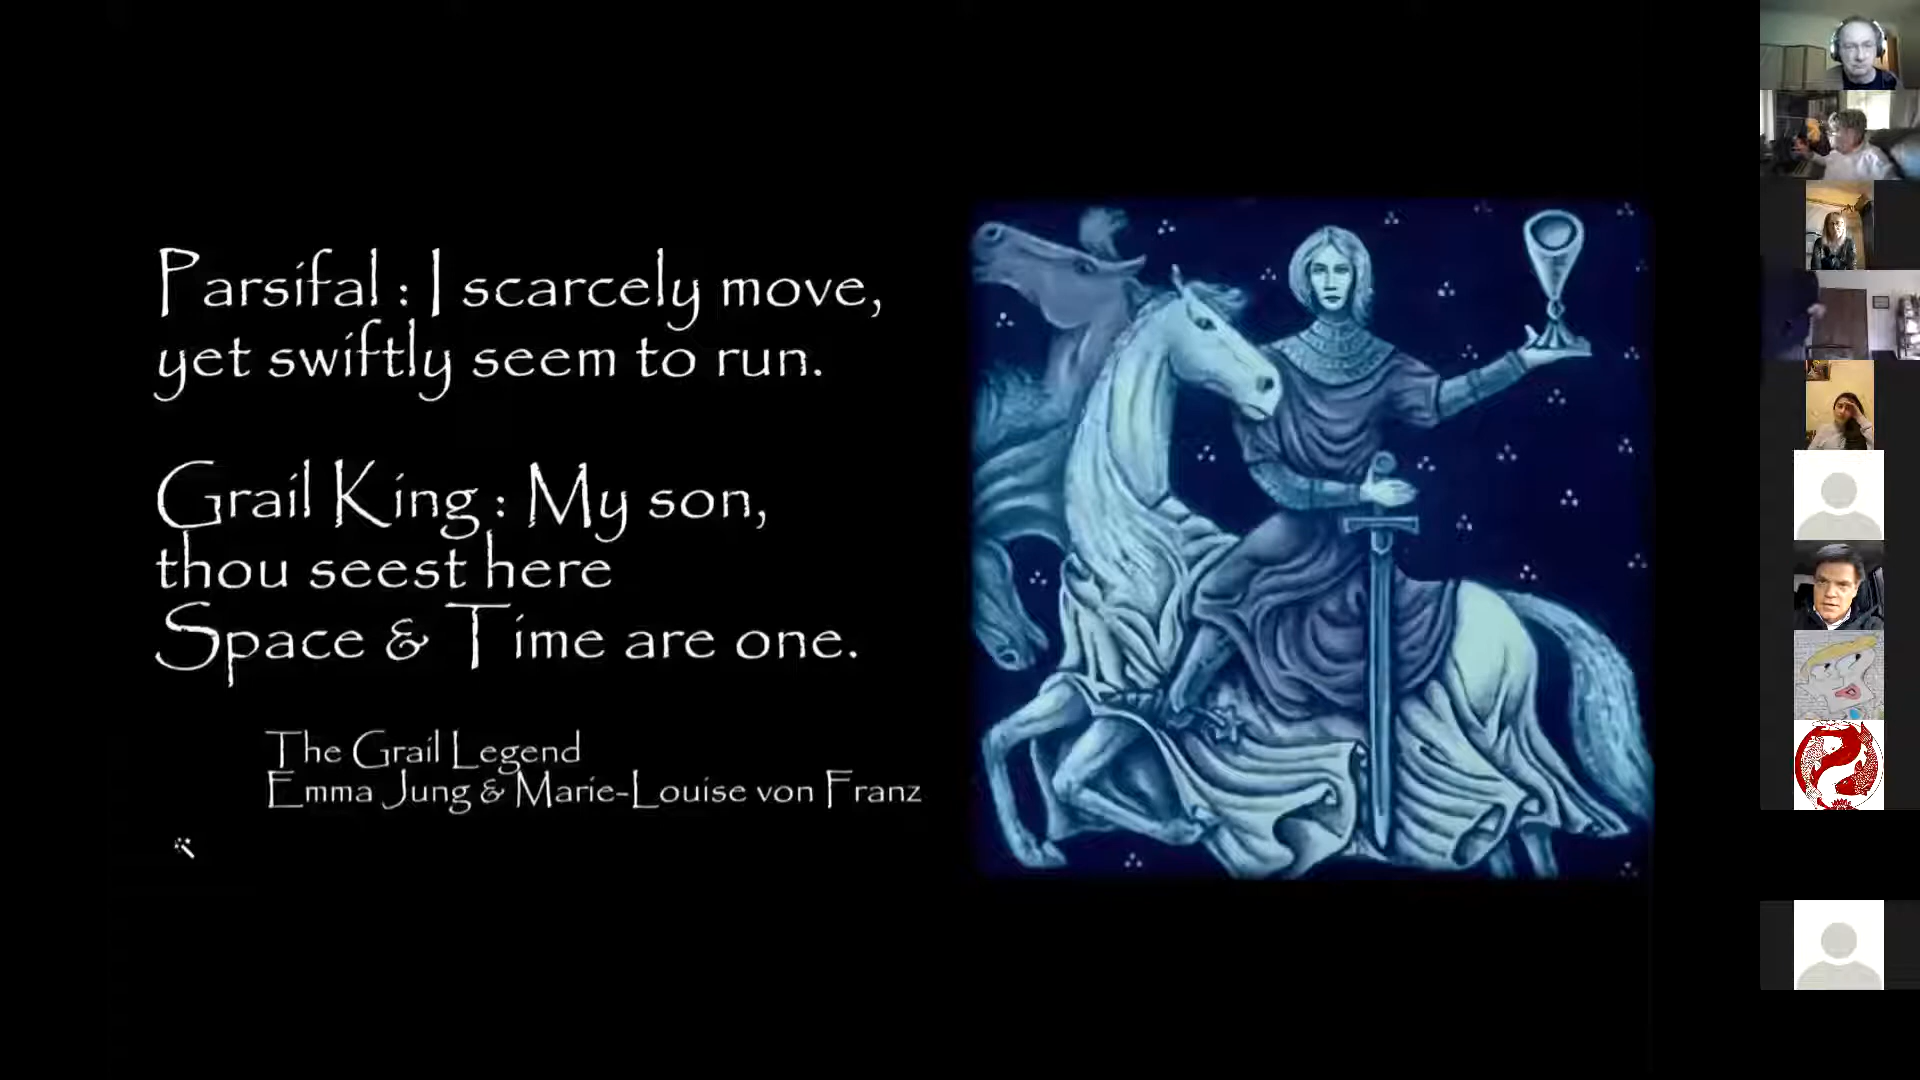 Parsifal : I scarcely move,
yet swiftly seem to run.
Grail King : My son,
thou seest here
Space & Time are one.
The Grail Legend
Emma Jung & Marie-Louise von Franz